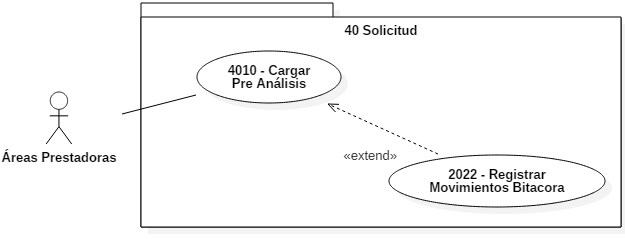 40 Solicitud
4010 - Cargar
Pre Análisis
Áreas Prestadoras
«extend»
2022 - Registrar
Movimientos Bitacora